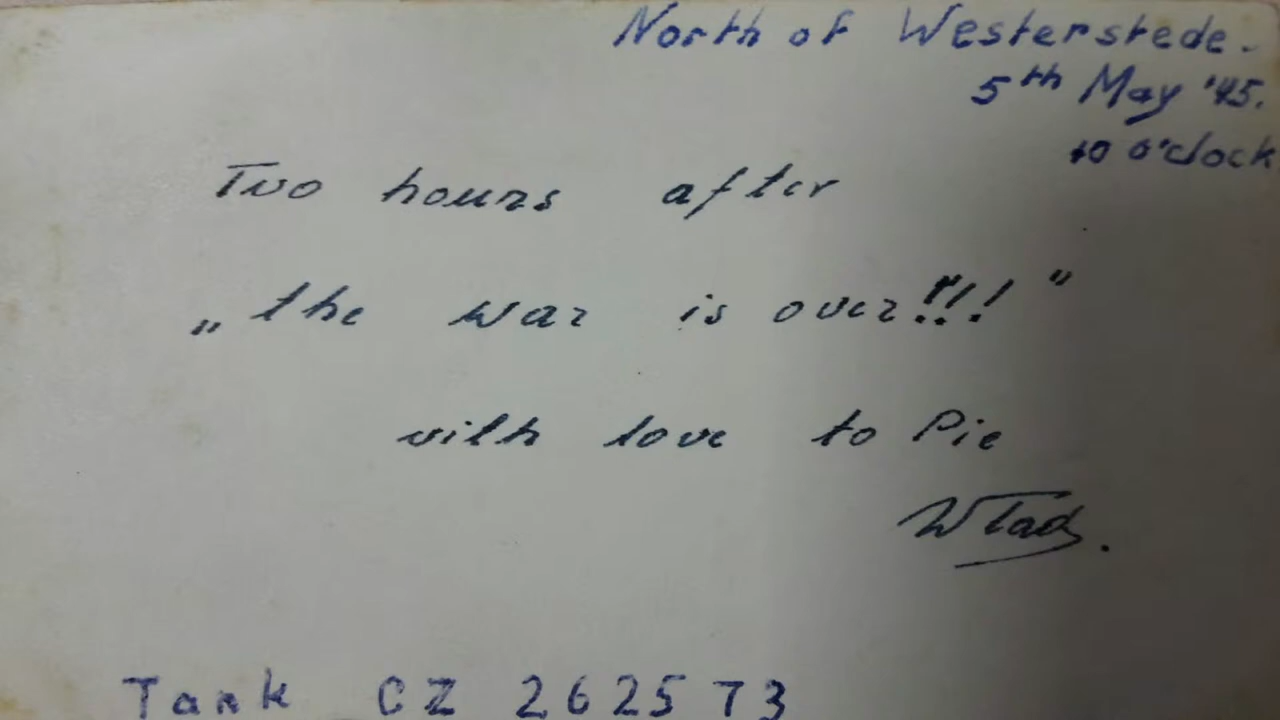 North of Westerstede.
5th May '45.
10 o'clock
Two hours after
„the war is over!!!"
with love to Pie
Wład.
Tank CZ 262573